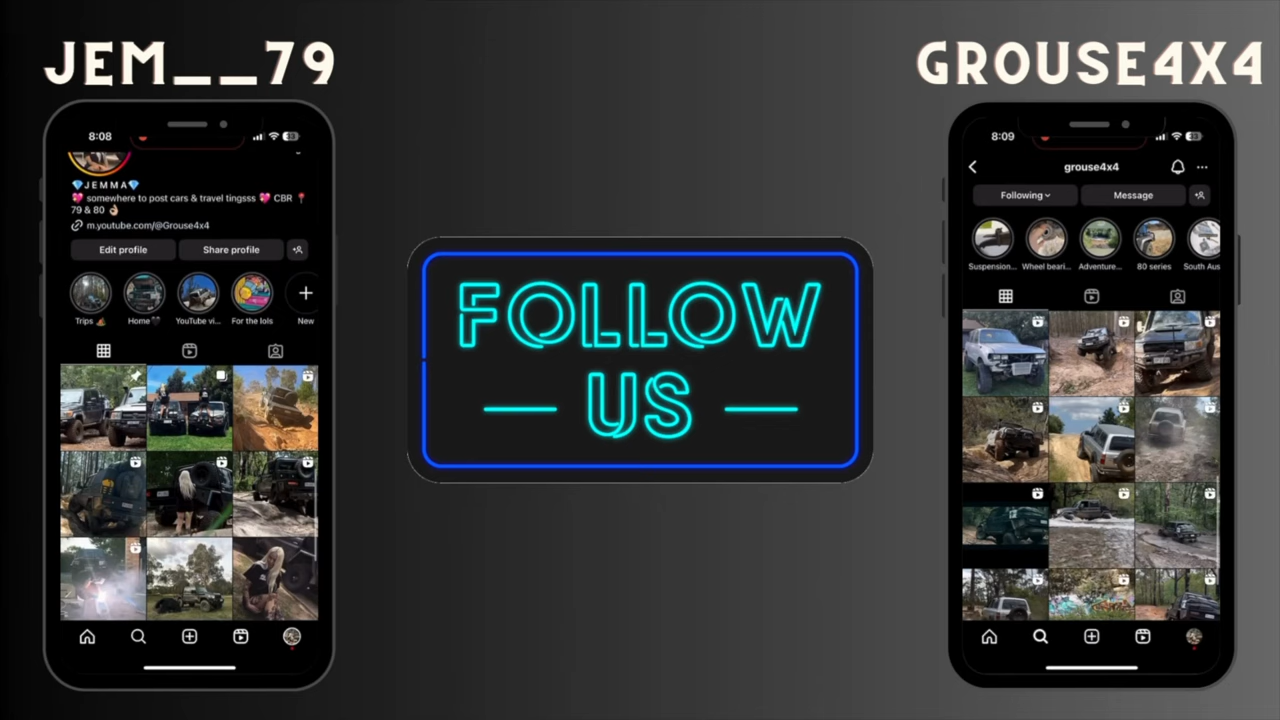 JEM__79
8:08
33
💎JEMMA💎
💖 somewhere to post cars & travel tingsss 💖 CBR 📍
79 & 80 👌🏼
m.youtube.com/@Grouse4x4
Edit profile
Share profile
Trips 🏕️
Home🖤
YouTube vi...
For the lols
New
FOLLOW
US
GROUSE4X4
8:09
33
grouse4x4
Following
Message
Suspension...
Wheel beari...
Adventure...
80 series
South Aus